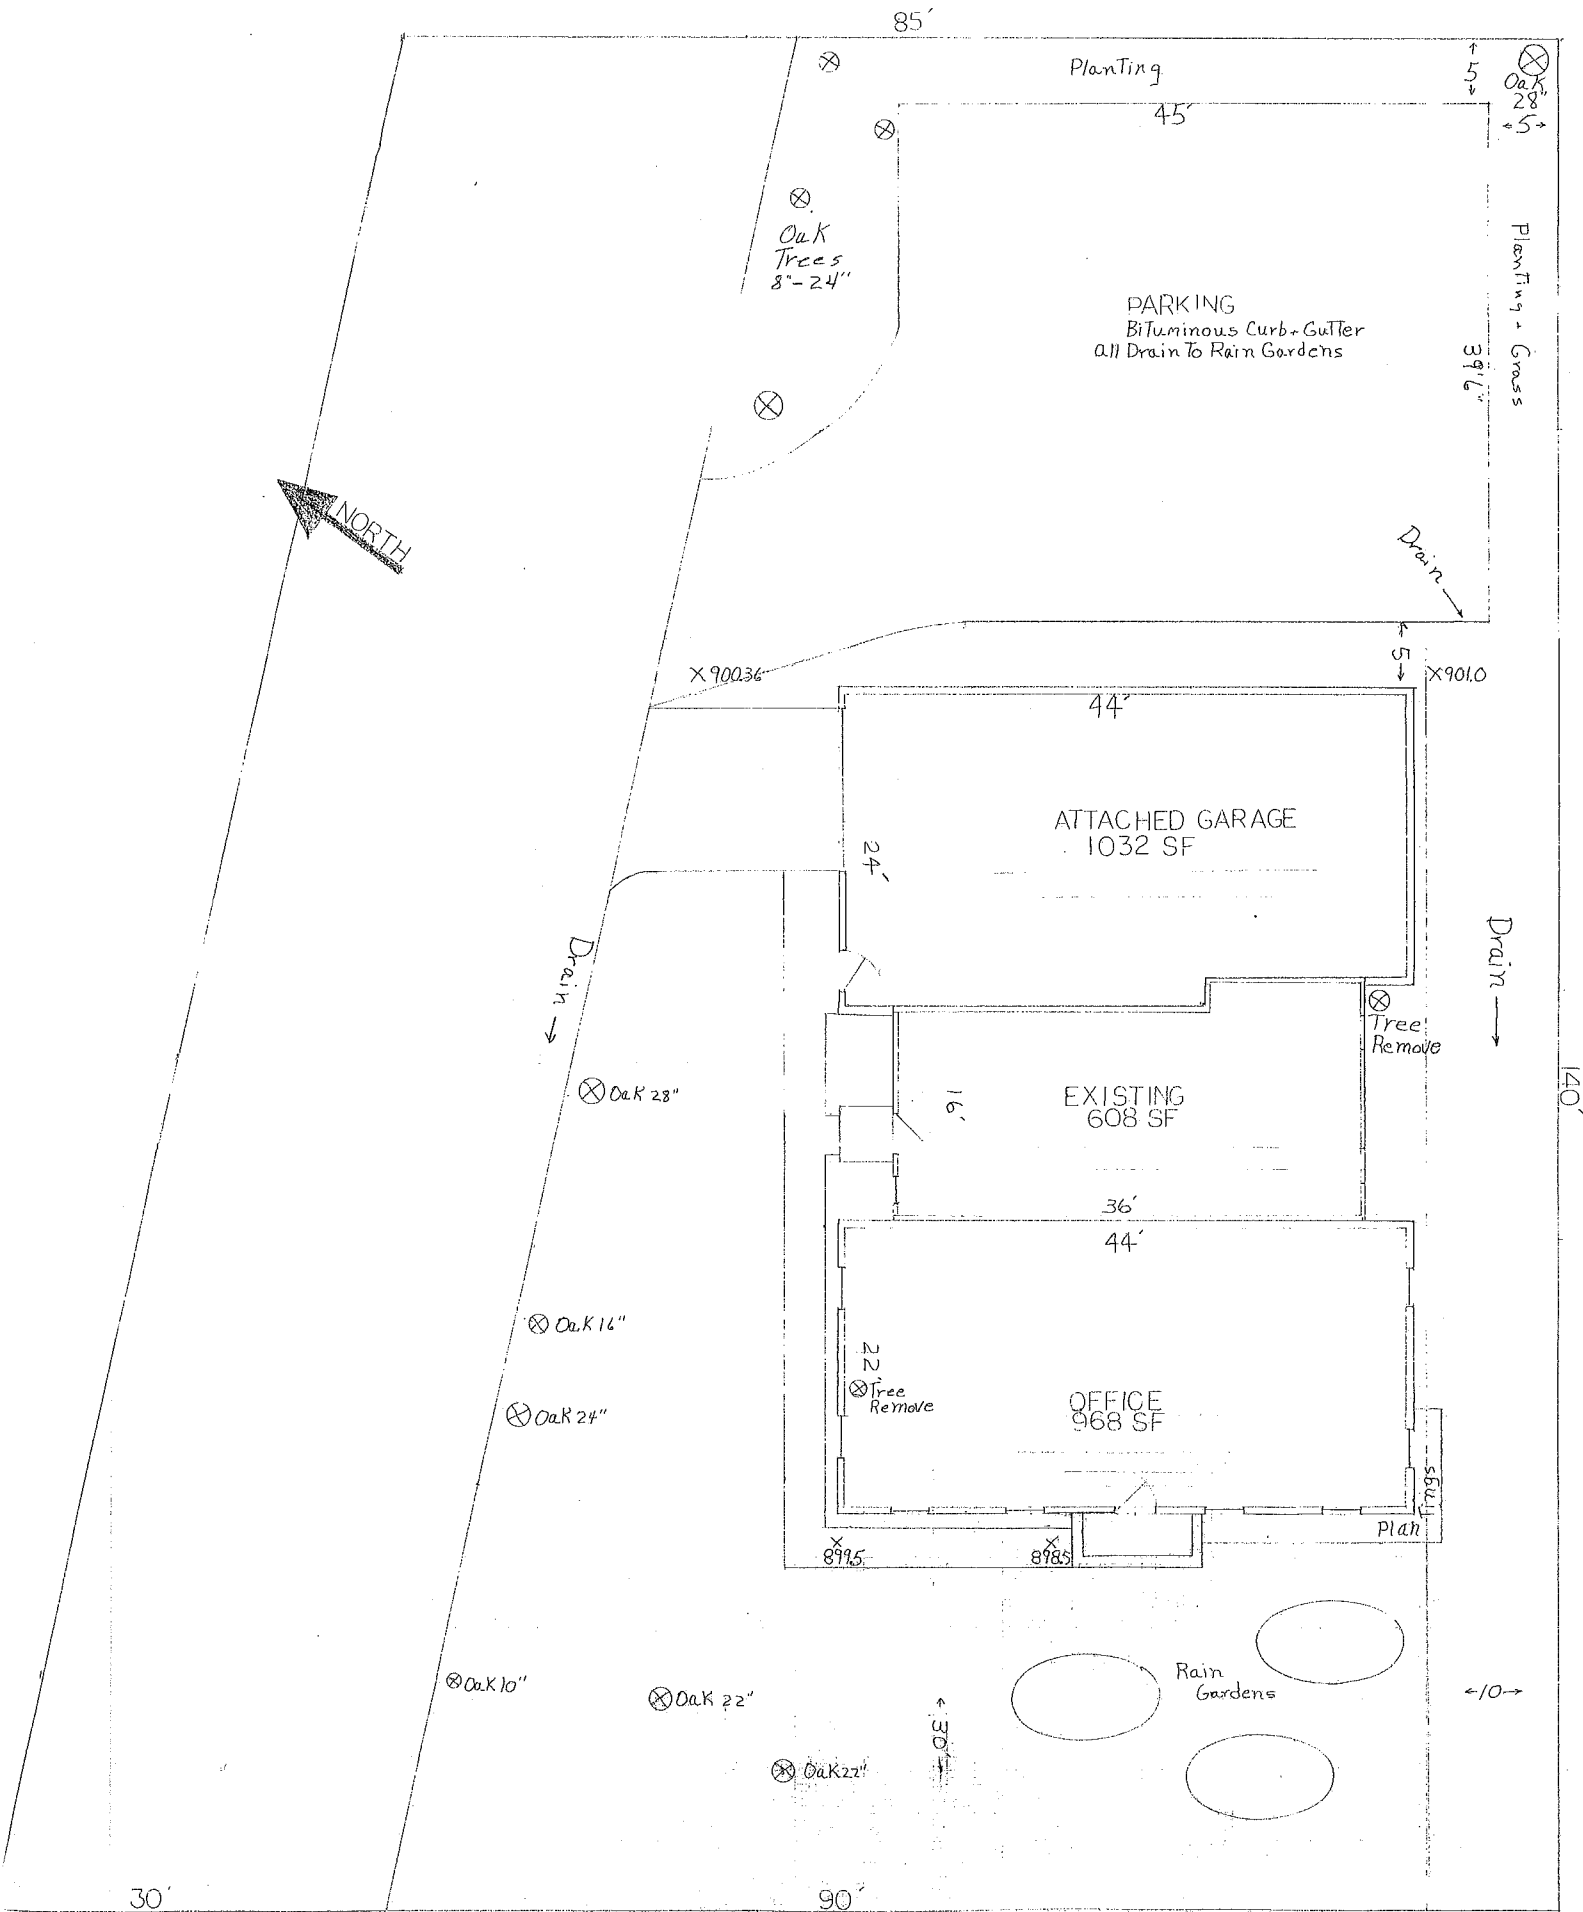 85′
Planting
5
Oak
28"
5
45′
Oak
Trees
8"-24"
PARKING
Bituminous Curb + Gutter
all Drain To Rain Gardens
39'6"
Planting + Grass
NORTH
Drain
5
X 900.36
X901.0
44′
ATTACHED GARAGE
1032 SF
24′
Drain
Drain
Tree
Remove
140′
Oak 28"
EXISTING
608 SF
16′
36′
44′
Oak 16"
22′
Tree
Remove
Oak 24"
OFFICE
968 SF
Plan
tings
X
899.5
X
898.5
Oak 10"
Oak 22"
Rain
Gardens
10
30′
Oak 22"
30′
90′